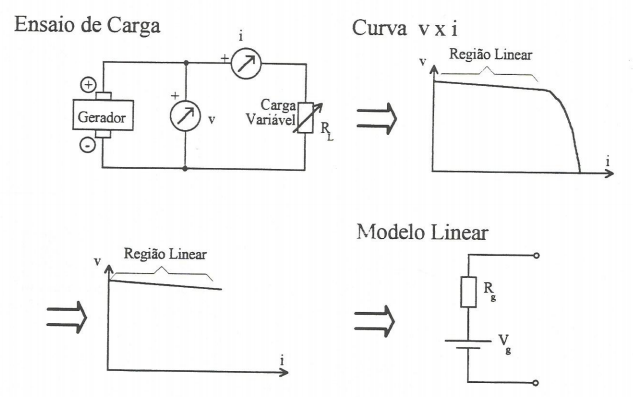 Ensaio de Carga
i
+
+
Gerador
-
+
v
Carga
Variável
R_L
Curva v x i
Região Linear
v
i
Região Linear
v
i
Modelo Linear
R_g
V_g